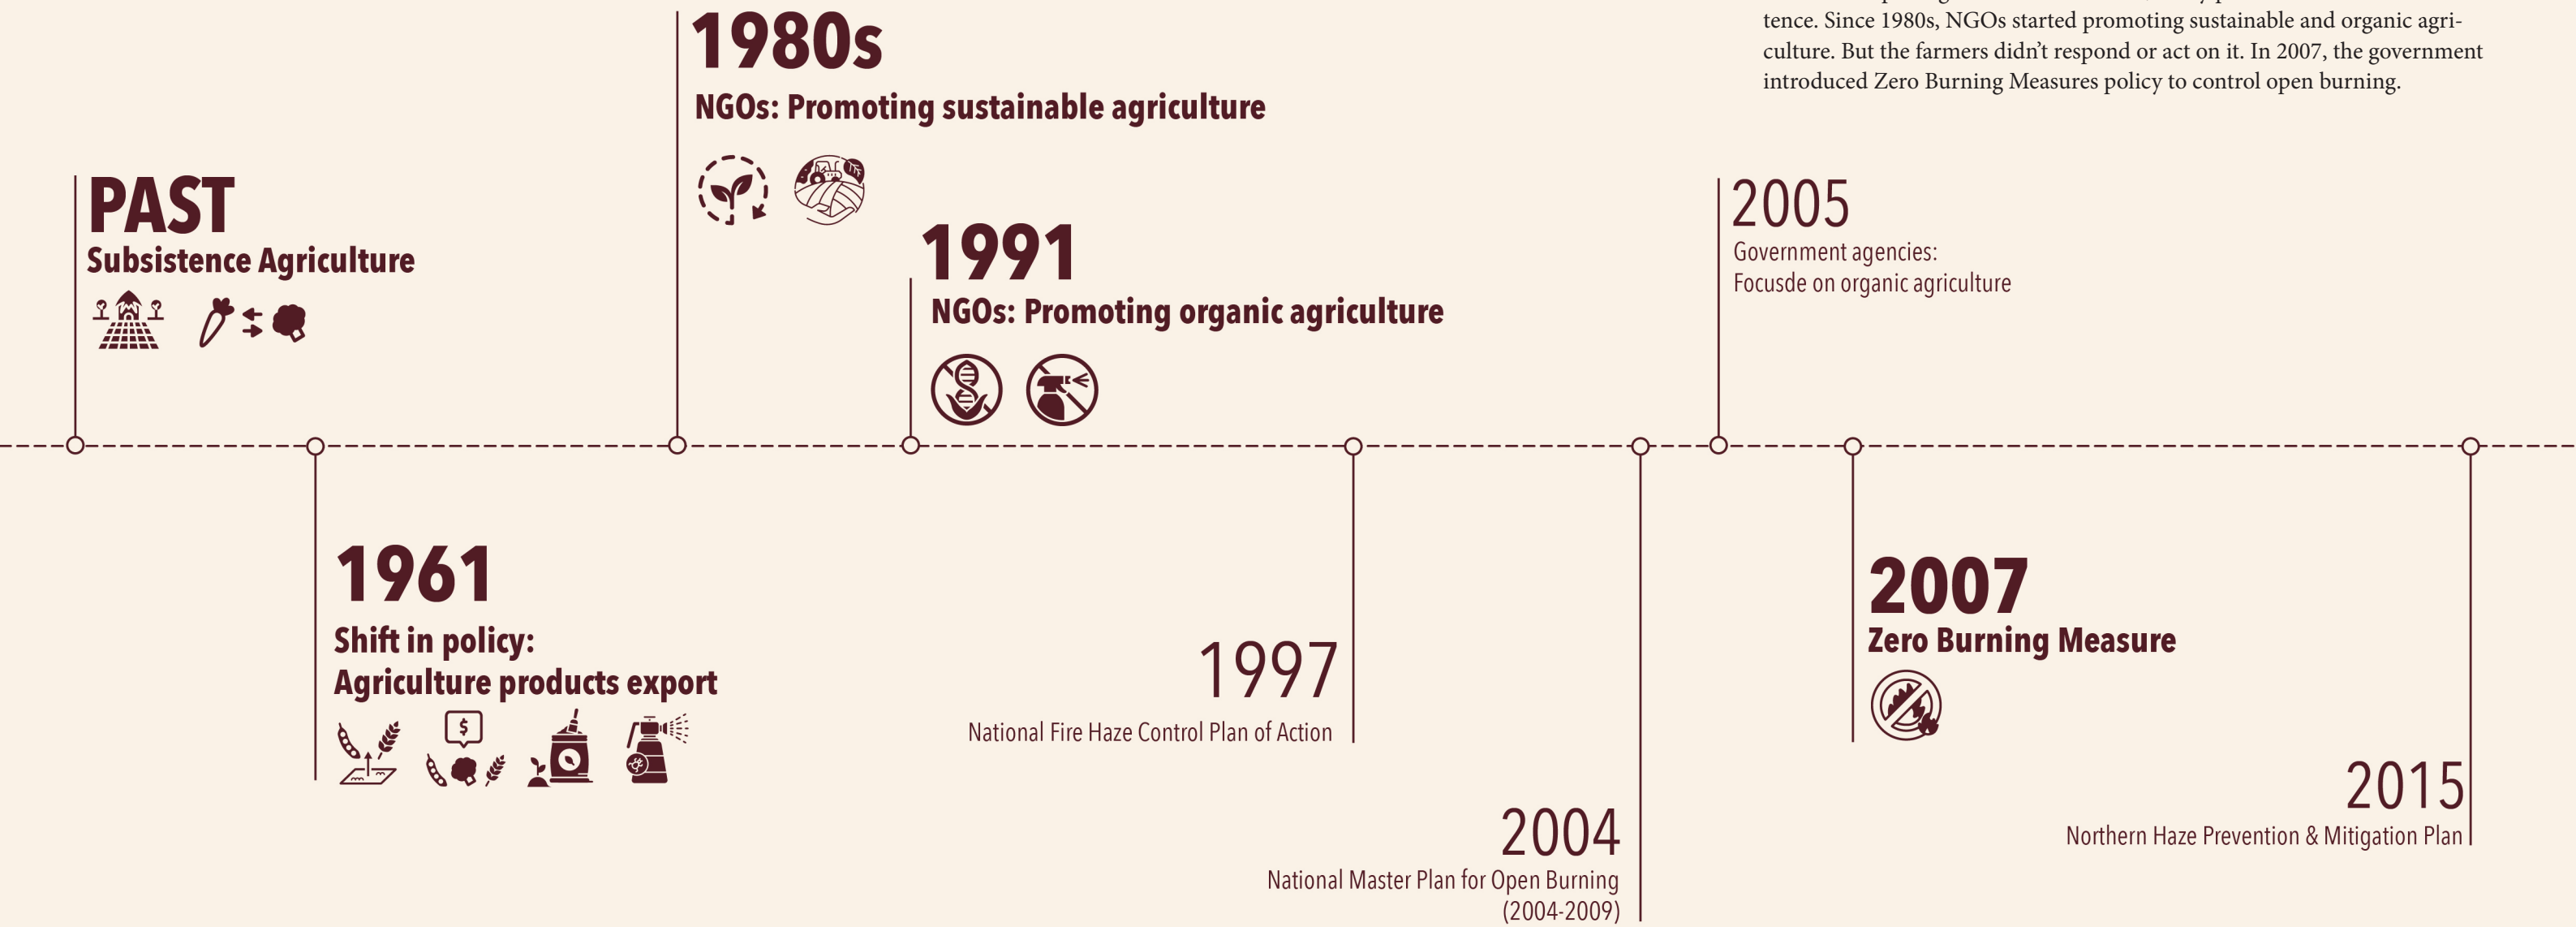 tence. Since 1980s, NGOs started promoting sustainable and organic agri-
culture. But the farmers didn’t respond or act on it. In 2007, the government
introduced Zero Burning Measures policy to control open burning.
PAST
Subsistence Agriculture
1961
Shift in policy:
Agriculture products export
$
1980s
NGOs: Promoting sustainable agriculture
1991
NGOs: Promoting organic agriculture
1997
National Fire Haze Control Plan of Action
2004
National Master Plan for Open Burning
(2004-2009)
2005
Government agencies:
Focusde on organic agriculture
2007
Zero Burning Measure
2015
Northern Haze Prevention & Mitigation Plan